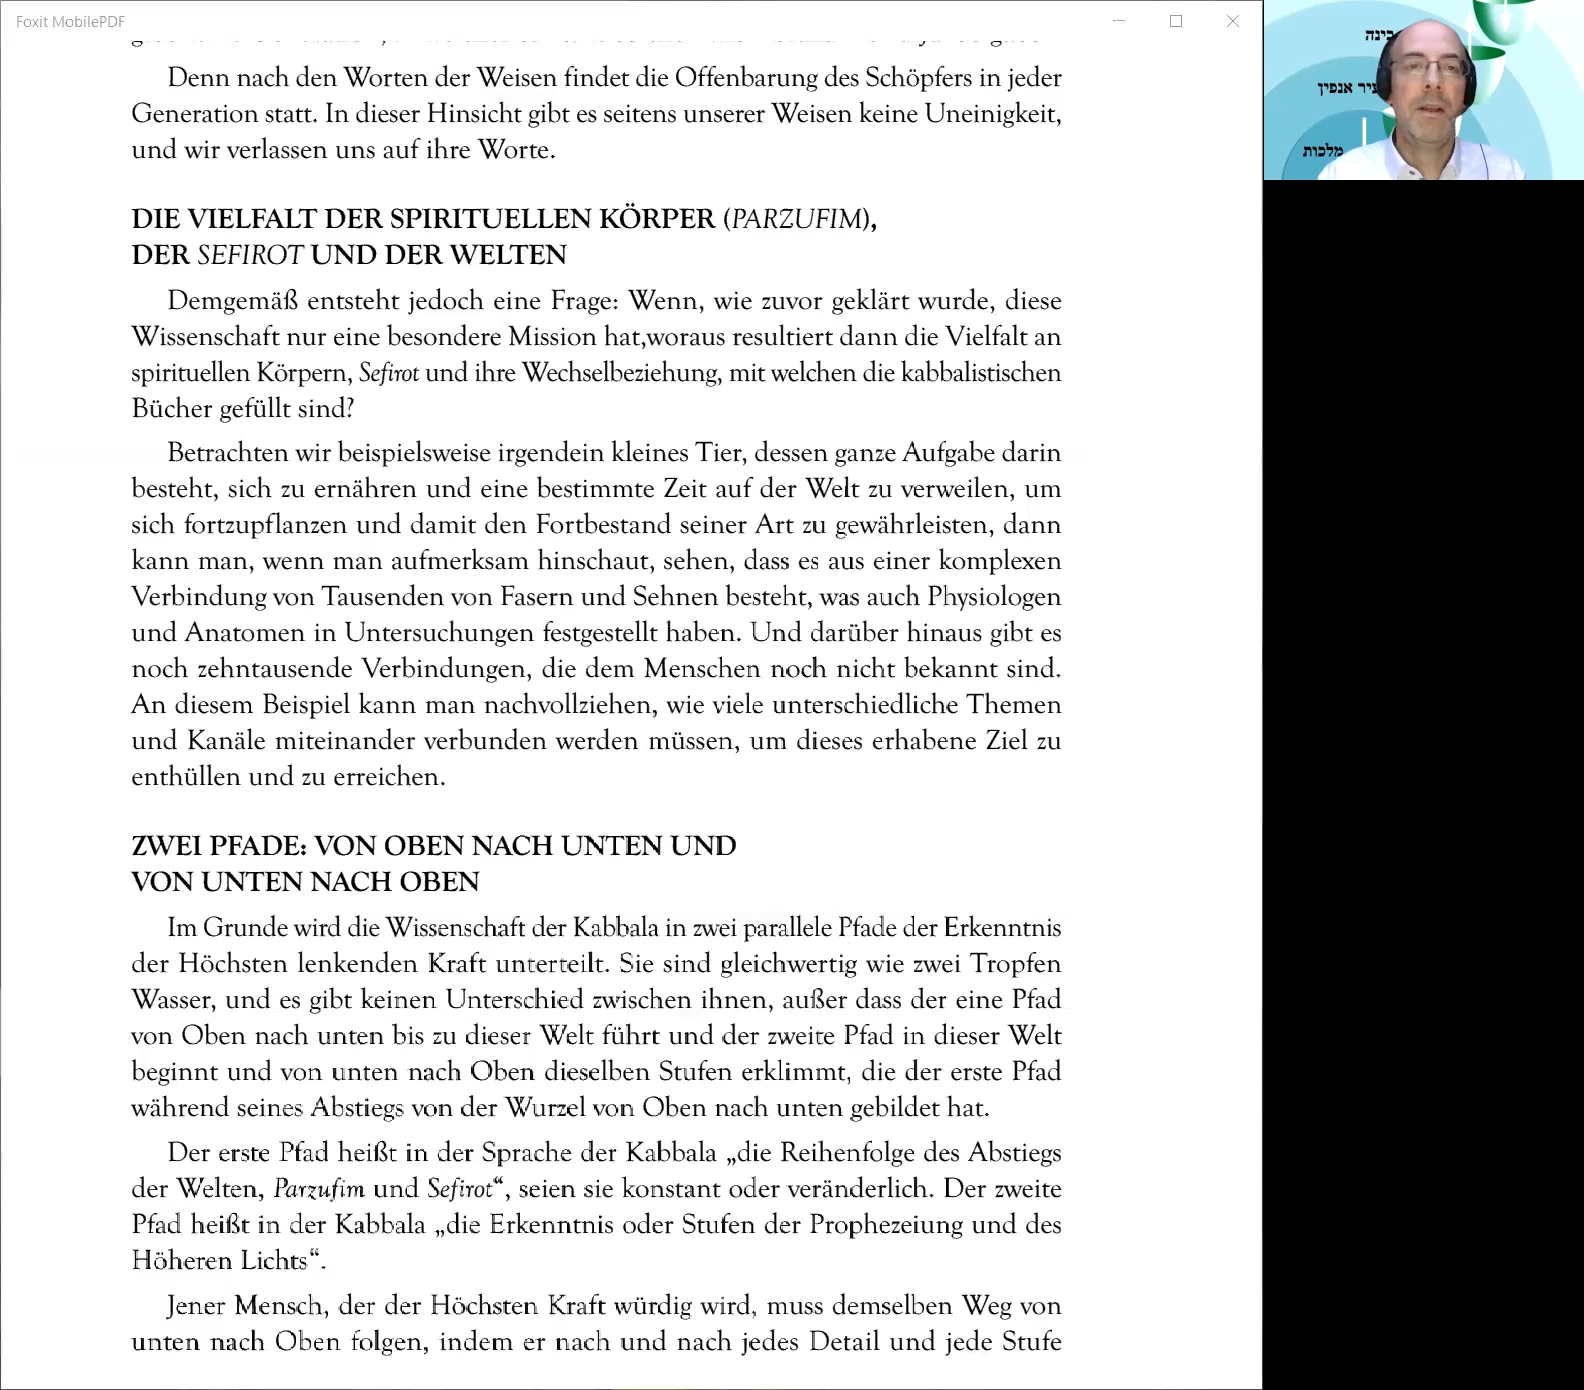 Foxit MobilePDF
Denn nach den Worten der Weisen findet die Offenbarung des Schöpfers in jeder
Generation statt. In dieser Hinsicht gibt es seitens unserer Weisen keine Uneinigkeit,
und wir verlassen uns auf ihre Worte.
DIE VIELFALT DER SPIRITUELLEN KÖRPER (PARZUFIM),
DER SEFIROT UND DER WELTEN
Demgemäß entsteht jedoch eine Frage: Wenn, wie zuvor geklärt wurde, diese
Wissenschaft nur eine besondere Mission hat,woraus resultiert dann die Vielfalt an
spirituellen Körpern, Sefirot und ihre Wechselbeziehung, mit welchen die kabbalistischen
Bücher gefüllt sind?
Betrachten wir beispielsweise irgendein kleines Tier, dessen ganze Aufgabe darin
besteht, sich zu ernähren und eine bestimmte Zeit auf der Welt zu verweilen, um
sich fortzupflanzen und damit den Fortbestand seiner Art zu gewährleisten, dann
kann man, wenn man aufmerksam hinschaut, sehen, dass es aus einer komplexen
Verbindung von Tausenden von Fasern und Sehnen besteht, was auch Physiologen
und Anatomen in Untersuchungen festgestellt haben. Und darüber hinaus gibt es
noch zehntausende Verbindungen, die dem Menschen noch nicht bekannt sind.
An diesem Beispiel kann man nachvollziehen, wie viele unterschiedliche Themen
und Kanäle miteinander verbunden werden müssen, um dieses erhabene Ziel zu
enthüllen und zu erreichen.
ZWEI PFADE: VON OBEN NACH UNTEN UND
VON UNTEN NACH OBEN
Im Grunde wird die Wissenschaft der Kabbala in zwei parallele Pfade der Erkenntnis
der Höchsten lenkenden Kraft unterteilt. Sie sind gleichwertig wie zwei Tropfen
Wasser, und es gibt keinen Unterschied zwischen ihnen, außer dass der eine Pfad
von Oben nach unten bis zu dieser Welt führt und der zweite Pfad in dieser Welt
beginnt und von unten nach Oben dieselben Stufen erklimmt, die der erste Pfad
während seines Abstiegs von der Wurzel von Oben nach unten gebildet hat.
Der erste Pfad heißt in der Sprache der Kabbala „die Reihenfolge des Abstiegs
der Welten, Parzufim und Sefirot“, seien sie konstant oder veränderlich. Der zweite
Pfad heißt in der Kabbala „die Erkenntnis oder Stufen der Prophezeiung und des
Höheren Lichts“.
Jener Mensch, der der Höchsten Kraft würdig wird, muss demselben Weg von
unten nach Oben folgen, indem er nach und nach jedes Detail und jede Stufe
בינה
עיר אנפין
מלכות